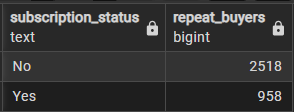 subscription_status repeat_buyers
text bigint
No 2518
Yes 958